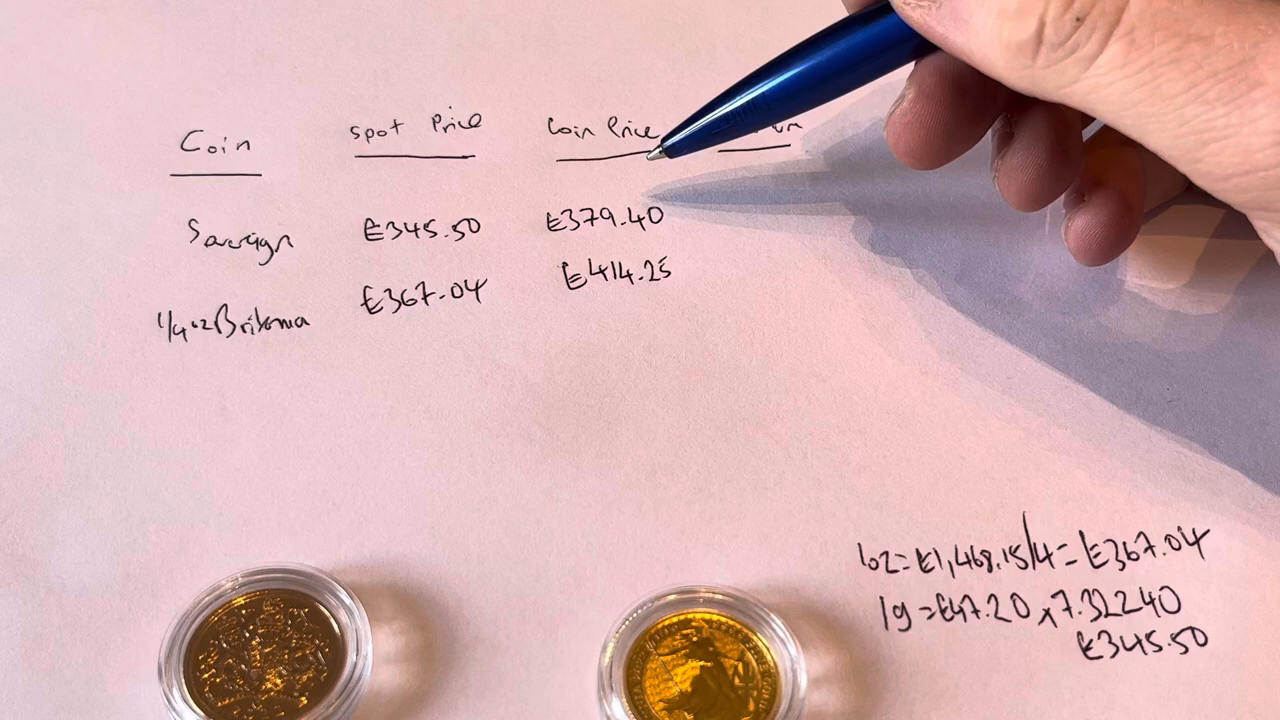 Coin Spot Price Coin Price
Sovereign £345.50 £379.40
1/4oz Britannia £367.04 £414.25
1oz = £1,468.15/4 = £367.04
1g = £47.20 x 7.32240
£345.50